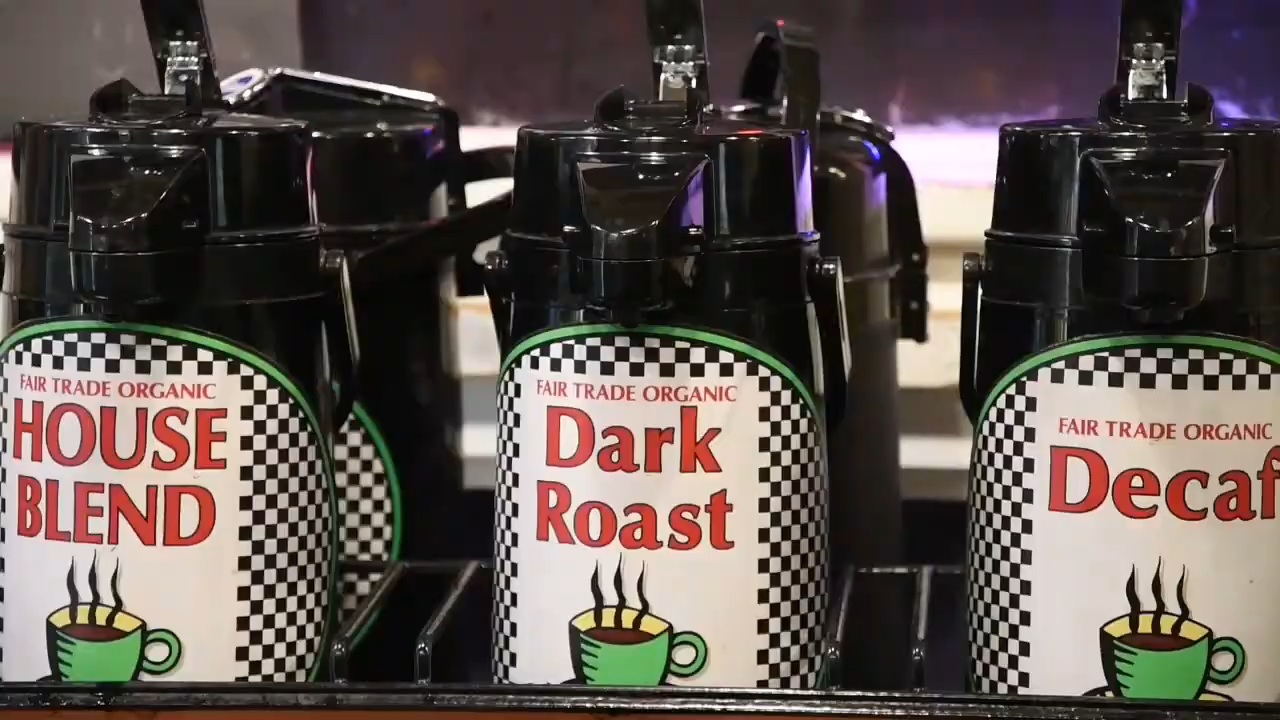 FAIR TRADE ORGANIC
HOUSE
BLEND
FAIR TRADE ORGANIC
Dark
Roast
FAIR TRADE ORGANIC
Decaf